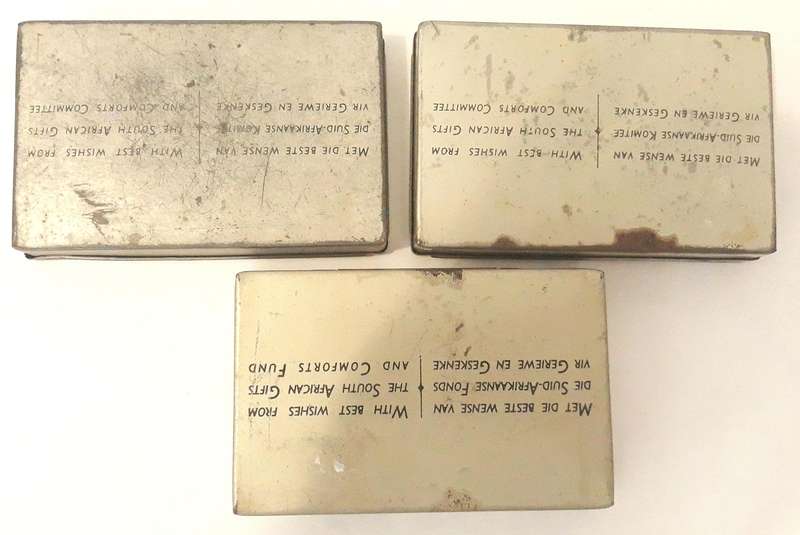 MET DIE BESTE WENSE VAN
DIE SUID-AFRIKAANSE FONDS
VIR GERIEWE EN GESKENKE
WITH BEST WISHES FROM
THE SOUTH AFRICAN GIFTS
AND COMFORTS FUND
MET DIE BESTE WENSE VAN
DIE SUID-AFRIKAANSE KOMITEE
VIR GERIEWE EN GESKENKE
WITH BEST WISHES FROM
THE SOUTH AFRICAN GIFTS
AND COMFORTS COMMITTEE
MET DIE BESTE WENSE VAN
DIE SUID-AFRIKAANSE KOMITEE
VIR GERIEWE EN GESKENKE
WITH BEST WISHES FROM
THE SOUTH AFRICAN GIFTS
AND COMFORTS COMMITTEE